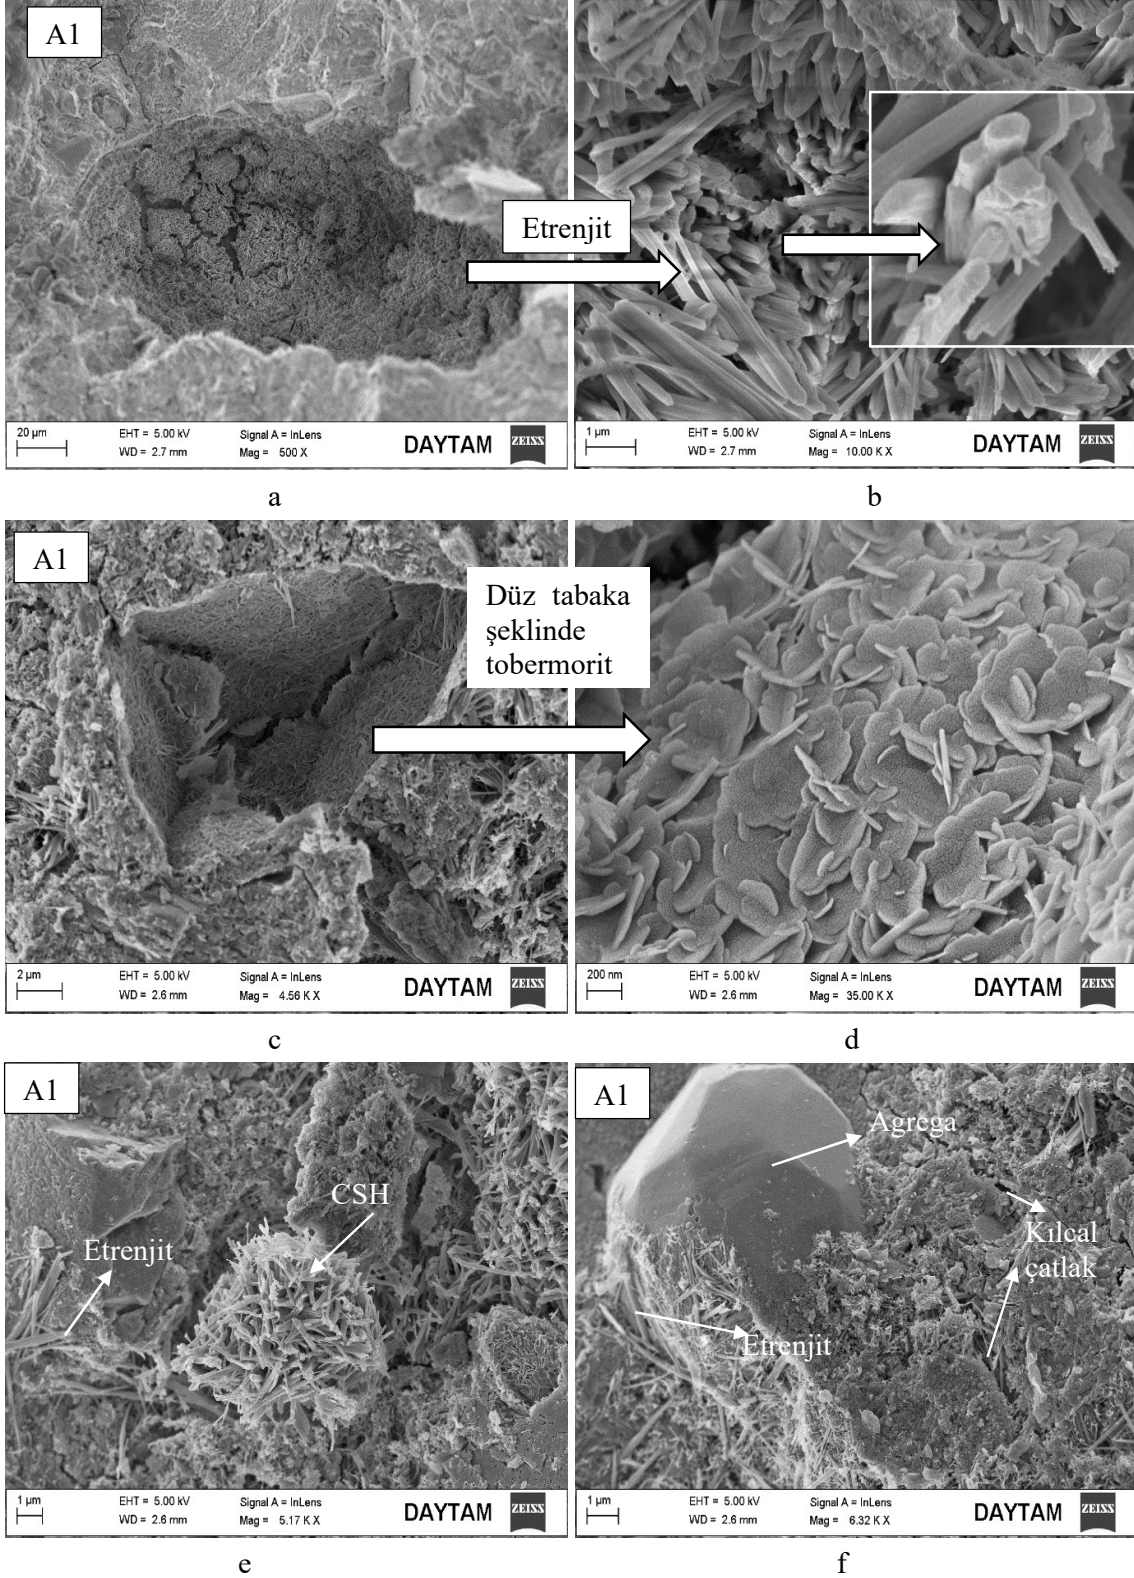 A1
Etrenjit
20 µm
EHT = 5.00 kV
WD = 2.7 mm
Signal A = InLens
Mag = 500 X
DAYTAM
ZEISS
1 µm
EHT = 5.00 kV
WD = 2.7 mm
Signal A = InLens
Mag = 10.00 K X
DAYTAM
ZEISS
a
b
A1
Düz tabaka
şeklinde
tobermorit
2 µm
EHT = 5.00 kV
WD = 2.6 mm
Signal A = InLens
Mag = 4.56 K X
DAYTAM
ZEISS
200 nm
EHT = 5.00 kV
WD = 2.6 mm
Signal A = InLens
Mag = 35.00 K X
DAYTAM
ZEISS
c
d
A1
CSH
Etrenjit
1 µm
EHT = 5.00 kV
WD = 2.6 mm
Signal A = InLens
Mag = 5.17 K X
DAYTAM
ZEISS
A1
Agrega
Kılcal
çatlak
Etrenjit
1 µm
EHT = 5.00 kV
WD = 2.6 mm
Signal A = InLens
Mag = 6.32 K X
DAYTAM
ZEISS
e
f